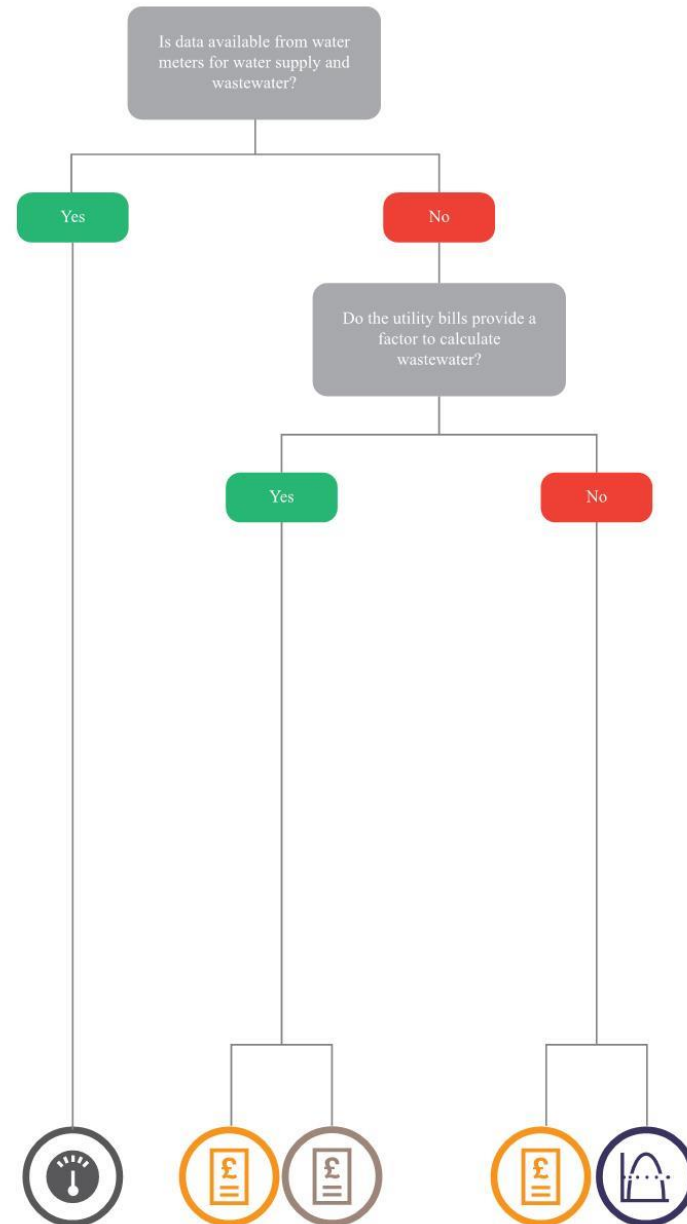 Is data available from water
meters for water supply and
wastewater?
Yes
No
Do the utility bills provide a
factor to calculate
wastewater?
Yes
No
£
£
£